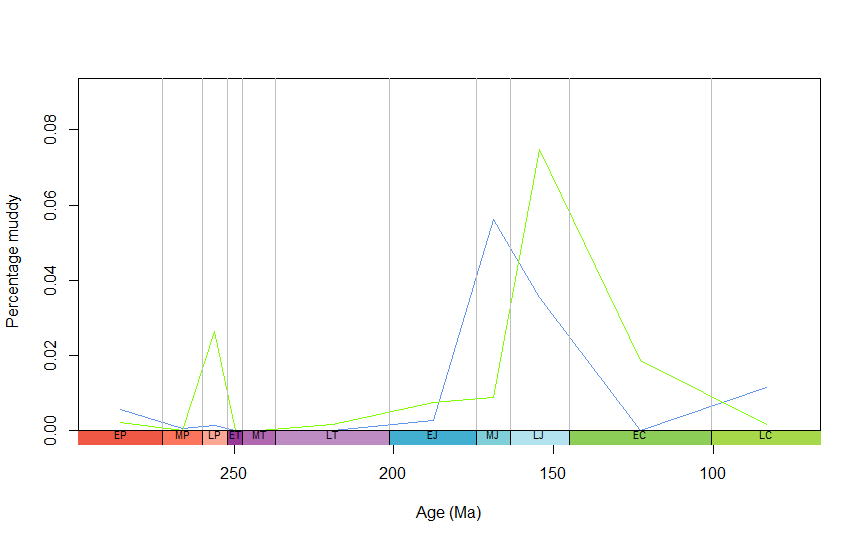 Percentage muddy
0.08
0.06
0.04
0.02
0.00
EP MP LP ET MT LT EJ MJ LJ EC LC
250 200 150 100
Age (Ma)